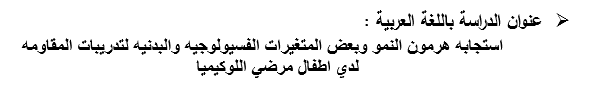 ➢ عنوان الدراسة باللغة العربية :
استجابه هرمون النمو وبعض المتغيرات الفسيولوجيه والبدنيه لتدريبات المقاومه
لدي اطفال مرضي اللوكيميا